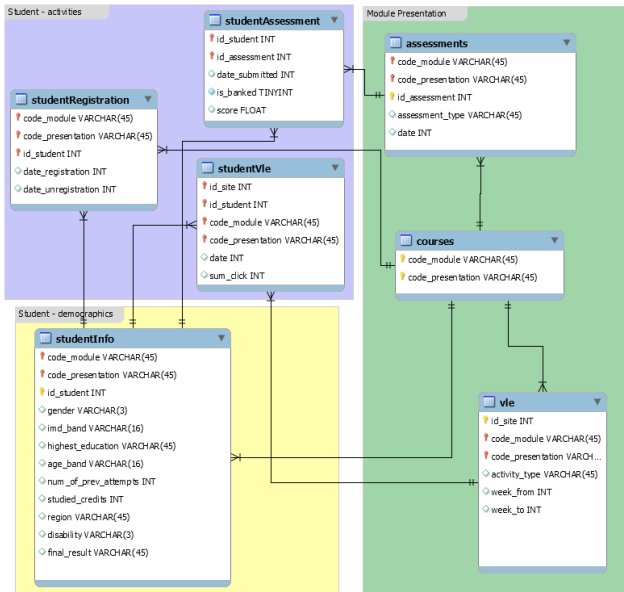 Student - activities
studentAssessment
id_student INT
id_assessment INT
date_submitted INT
is_banked TINYINT
score FLOAT
studentRegistration
code_module VARCHAR(45)
code_presentation VARCHAR(45)
id_student INT
date_registration INT
date_unregistration INT
studentVle
id_site INT
id_student INT
code_module VARCHAR(45)
code_presentation VARCHAR(45)
date INT
sum_click INT
Student - demographics
studentInfo
code_module VARCHAR(45)
code_presentation VARCHAR(45)
id_student INT
gender VARCHAR(3)
imd_band VARCHAR(16)
highest_education VARCHAR(45)
age_band VARCHAR(16)
num_of_prev_attempts INT
studied_credits INT
region VARCHAR(45)
disability VARCHAR(3)
final_result VARCHAR(45)
Module Presentation
assessments
code_module VARCHAR(45)
code_presentation VARCHAR(45)
id_assessment INT
assessment_type VARCHAR(45)
date INT
courses
code_module VARCHAR(45)
code_presentation VARCHAR(45)
vle
id_site INT
code_module VARCHAR(45)
code_presentation VARCH...
activity_type VARCHAR(45)
week_from INT
week_to INT